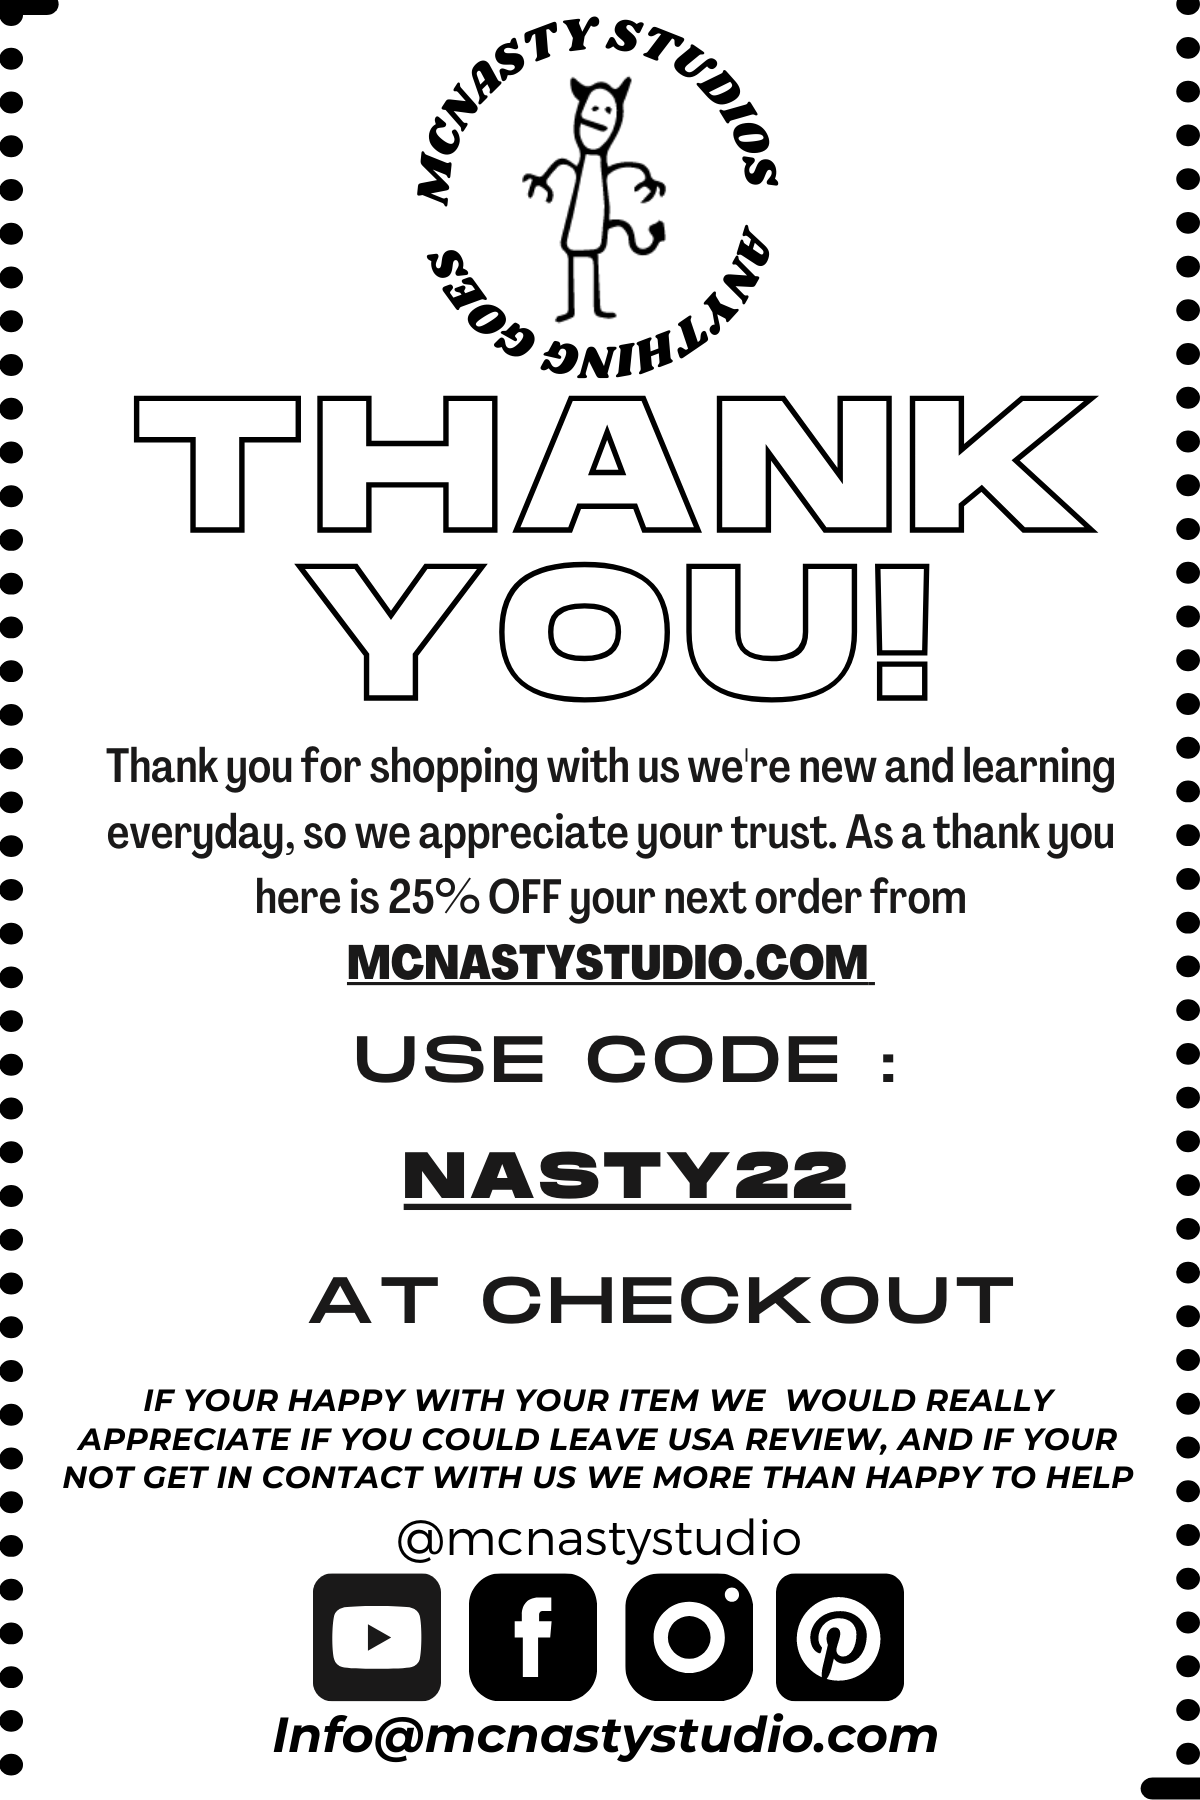 MCNASTY STUDIOS
ANYTHING GOES
THANK
YOU!
Thank you for shopping with us we're new and learning
everyday, so we appreciate your trust. As a thank you
here is 25% OFF your next order from
MCNASTYSTUDIO.COM
USE CODE :
NASTY22
AT CHECKOUT
IF YOUR HAPPY WITH YOUR ITEM WE WOULD REALLY
APPRECIATE IF YOU COULD LEAVE USA REVIEW, AND IF YOUR
NOT GET IN CONTACT WITH US WE MORE THAN HAPPY TO HELP
@mcnastystudio
Info@mcnastystudio.com